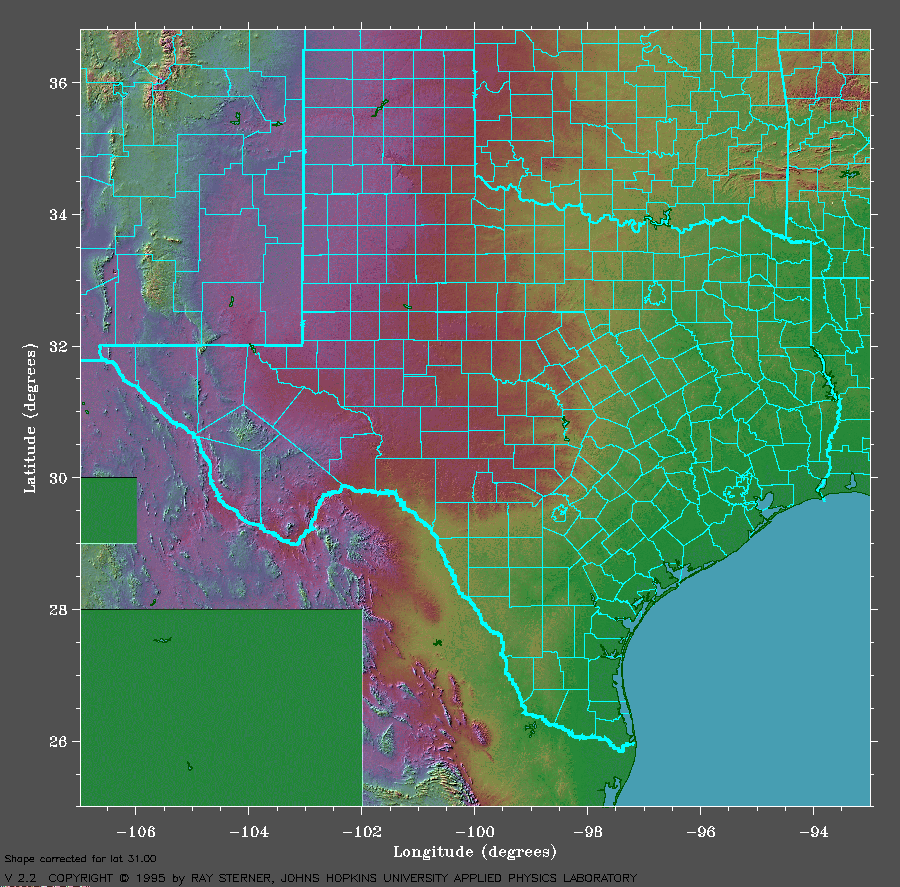 36
34
32
30
28
26
Latitude (degrees)
−106 −104 −102 −100 −98 −96 −94
Longitude (degrees)
Shape corrected for lat 31.00
V 2.2 COPYRIGHT © 1995 by RAY STERNER, JOHNS HOPKINS UNIVERSITY APPLIED PHYSICS LABORATORY